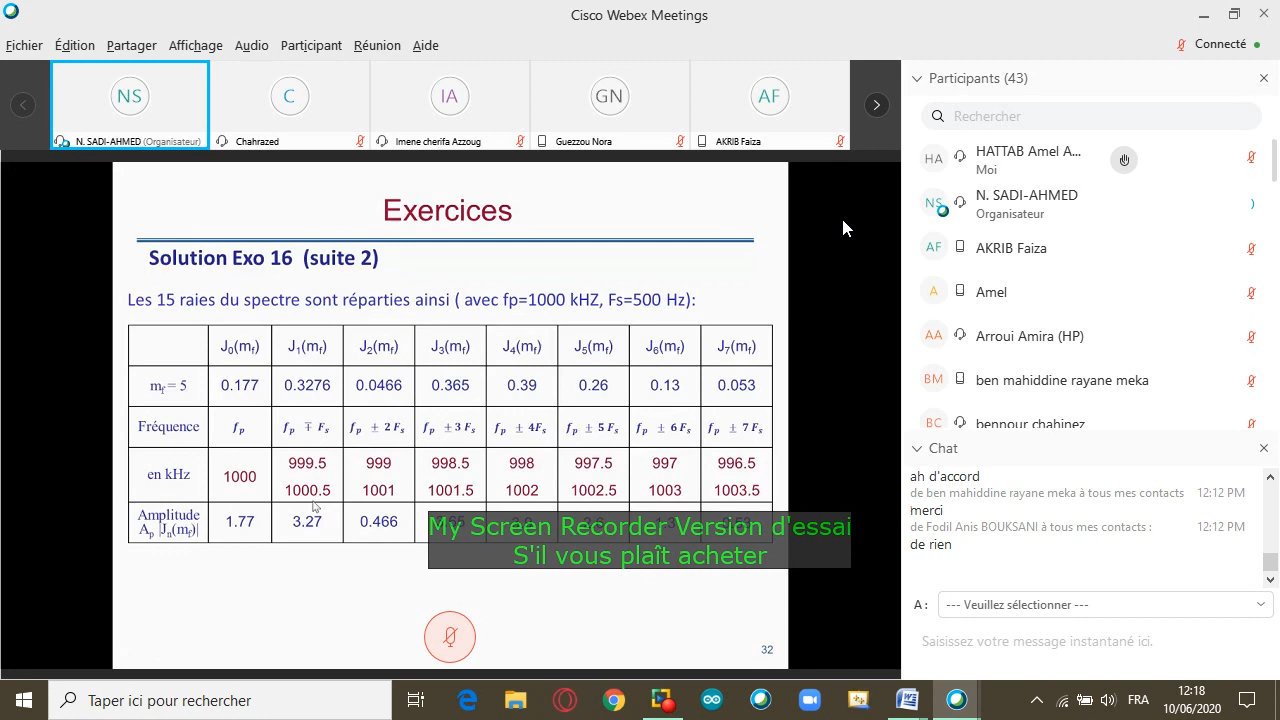 Cisco Webex Meetings
Fichier Édition Partager Affichage Audio Participant Réunion Aide
Connecté
NS
N. SADI-AHMED (Organisateur)
C
Chahrazed
IA
Imene cherifa Azzoug
GN
Guezzou Nora
AF
AKRIB Faiza
Exercices
Solution Exo 16 (suite 2)
Les 15 raies du spectre sont réparties ainsi ( avec fp=1000 kHZ, Fs=500 Hz):
J0(mf) J1(mf) J2(mf) J3(mf) J4(mf) J5(mf) J6(mf) J7(mf)
mf = 5 0.177 0.3276 0.0466 0.365 0.39 0.26 0.13 0.053
Fréquence fp fp ∓ Fs fp ± 2 Fs fp ±3 Fs fp ± 4Fs fp ± 5 Fs fp ± 6 Fs fp ± 7 Fs
en kHz 1000 999.5 999 998.5 998 997.5 997 996.5
1000.5 1001 1001.5 1002 1002.5 1003 1003.5
Amplitude
Ap |Jn(mf)| 1.77 3.27 0.466
My Screen Recorder Version d'essai
S'il vous plaît acheter
32
Participants (43)
Rechercher
HA
HATTAB Amel A...
Moi
NS
N. SADI-AHMED
Organisateur
AF
AKRIB Faiza
A
Amel
AA
Arroui Amira (HP)
BM
ben mahiddine rayane meka
BC
bennour chahinez
Chat
ah d'accord
de ben mahiddine rayane meka à tous mes contacts 12:12 PM
merci
de Fodil Anis BOUKSANI à tous mes contacts : 12:12 PM
de rien
A : --- Veuillez sélectionner ---
Saisissez votre message instantané ici.
Taper ici pour rechercher
FRA
12:18
10/06/2020